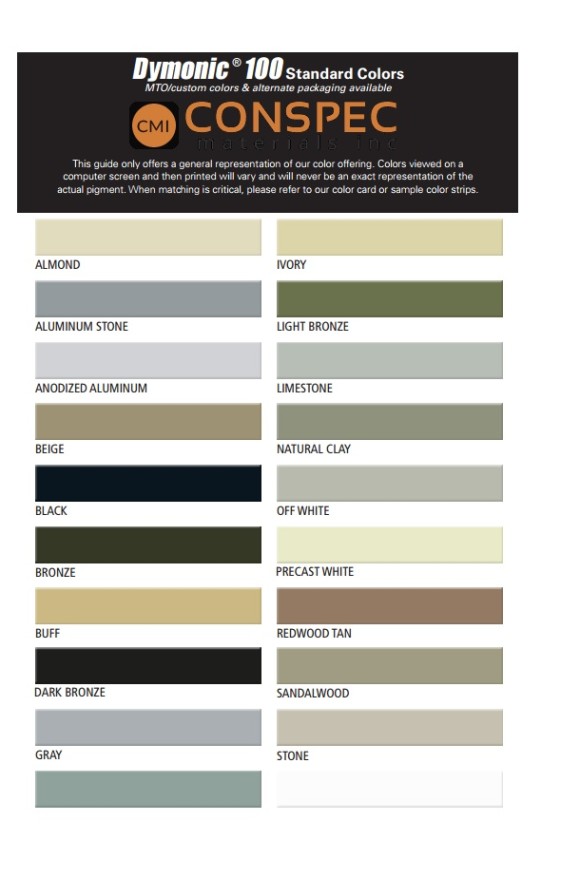 Dymonic® 100 Standard Colors
MTO/custom colors & alternate packaging available
CMI CONSPEC
materials inc
This guide only offers a general representation of our color offering. Colors viewed on a
computer screen and then printed will vary and will never be an exact representation of the
actual pigment. When matching is critical, please refer to our color card or sample color strips.
ALMOND
IVORY
ALUMINUM STONE
LIGHT BRONZE
ANODIZED ALUMINUM
LIMESTONE
BEIGE
NATURAL CLAY
BLACK
OFF WHITE
BRONZE
PRECAST WHITE
BUFF
REDWOOD TAN
DARK BRONZE
SANDALWOOD
GRAY
STONE